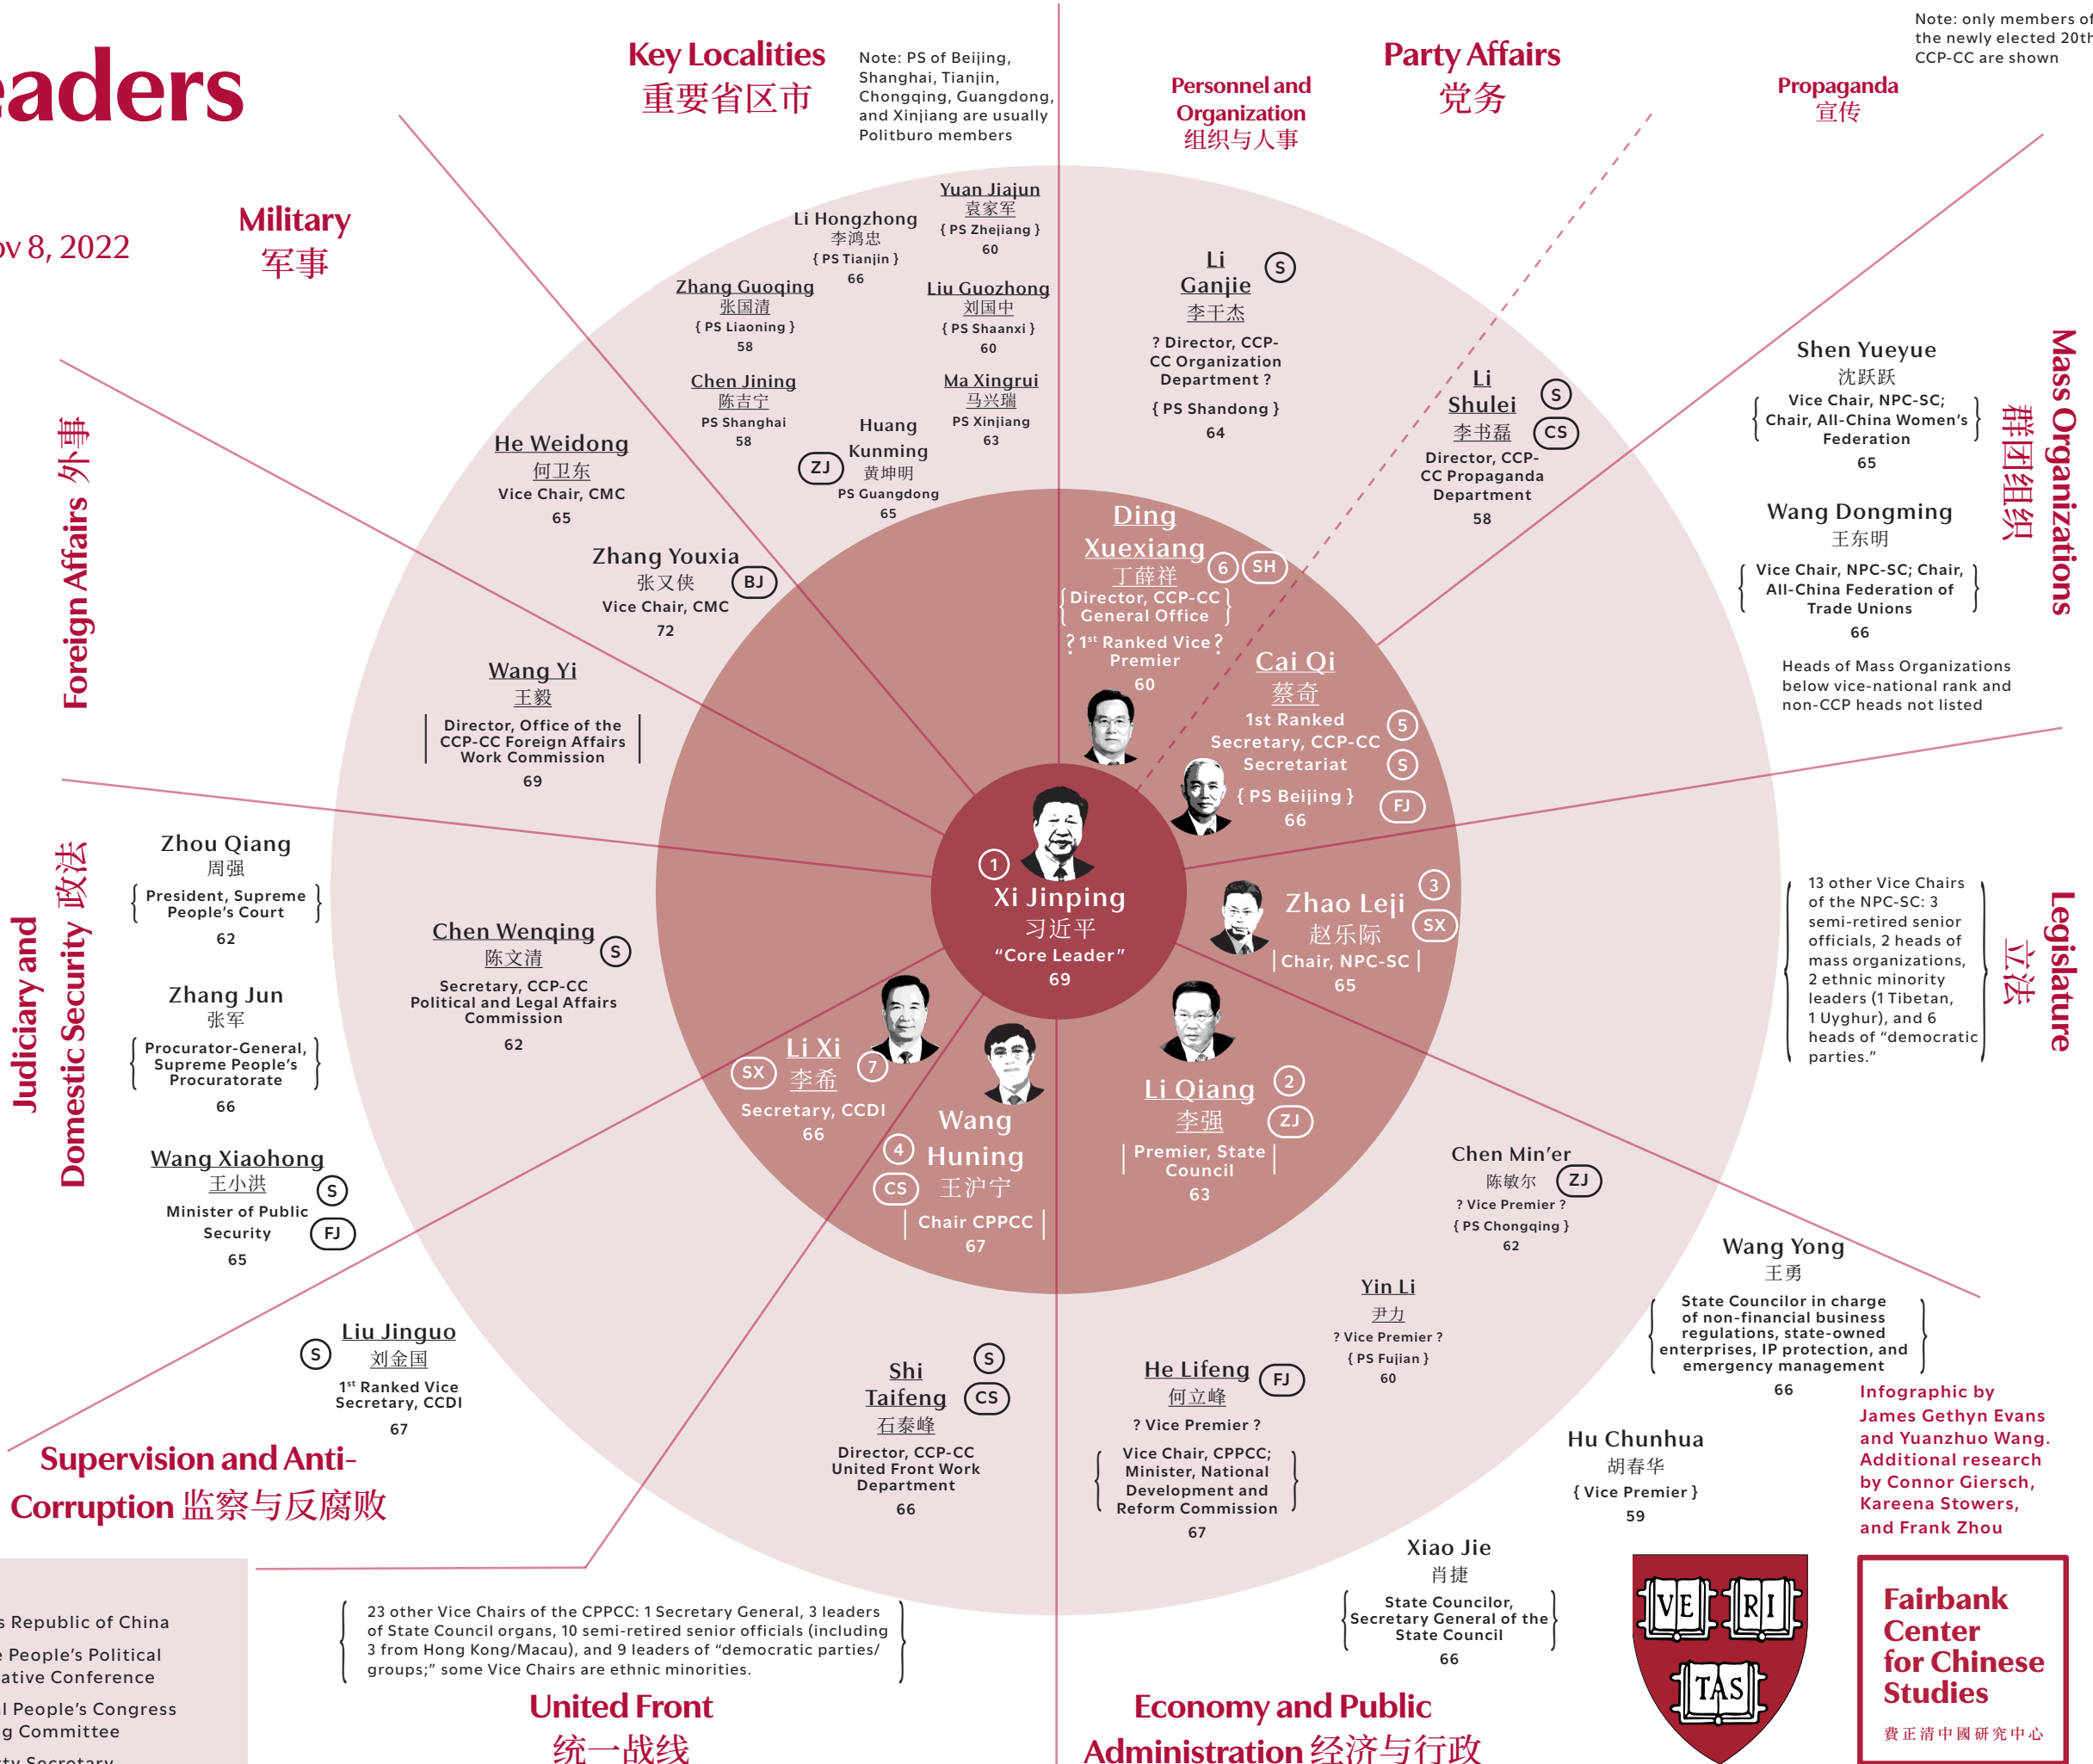 eaders
ov 8, 2022
Military
军事
Key Localities
重要省区市
Note: PS of Beijing,
Shanghai, Tianjin,
Chongqing, Guangdong,
and Xinjiang are usually
Politburo members
Personnel and
Organization
组织与人事
Party Affairs
党务
Propaganda
宣传
Note: only members of
the newly elected 20th
CCP-CC are shown
Yuan Jiajun
袁家军
{ PS Zhejiang }
60
Li Hongzhong
李鸿忠
{ PS Tianjin }
66
Zhang Guoqing
张国清
{ PS Liaoning }
58
Liu Guozhong
刘国中
{ PS Shaanxi }
60
Chen Jining
陈吉宁
PS Shanghai
58
Ma Xingrui
马兴瑞
PS Xinjiang
63
Huang
Kunming
黄坤明
ZJ
PS Guangdong
65
Li
Ganjie
S
李干杰
? Director, CCP-
CC Organization
Department ?
{ PS Shandong }
64
Li
Shulei
李书磊
S
CS
Director, CCP-
CC Propaganda
Department
58
Mass Organizations
群团组织
Shen Yueyue
沈跃跃
{ Vice Chair, NPC-SC;
Chair, All-China Women’s
Federation }
65
Wang Dongming
王东明
{ Vice Chair, NPC-SC; Chair,
All-China Federation of
Trade Unions }
66
Heads of Mass Organizations
below vice-national rank and
non-CCP heads not listed
He Weidong
何卫东
Vice Chair, CMC
65
Zhang Youxia
张又侠
BJ
Vice Chair, CMC
72
Foreign Affairs 外事
Wang Yi
王毅
| Director, Office of the
CCP-CC Foreign Affairs
Work Commission |
69
Ding
Xuexiang
丁薛祥
6
SH
{ Director, CCP-CC
General Office }
? 1st Ranked Vice ?
Premier
60
Cai Qi
蔡奇
1st Ranked
Secretary, CCP-CC
Secretariat
5
S
FJ
{ PS Beijing }
66
1
Xi Jinping
习近平
“Core Leader”
69
Zhao Leji
赵乐际
3
SX
| Chair, NPC-SC |
65
Legislature
立法
{ 13 other Vice Chairs
of the NPC-SC: 3
semi-retired senior
officials, 2 heads of
mass organizations,
2 ethnic minority
leaders (1 Tibetan,
1 Uyghur), and 6
heads of “democratic
parties.” }
Judiciary and
Domestic Security 政法
Zhou Qiang
周强
{ President, Supreme
People’s Court }
62
Zhang Jun
张军
{ Procurator-General,
Supreme People’s
Procuratorate }
66
Wang Xiaohong
王小洪
S
Minister of Public
Security
FJ
65
Chen Wenqing
陈文清
S
Secretary, CCP-CC
Political and Legal Affairs
Commission
62
Li Xi
李希
SX
7
Secretary, CCDI
66
Wang
Huning
王沪宁
4
CS
| Chair CPPCC |
67
Li Qiang
李强
2
ZJ
| Premier, State
Council |
63
Chen Min’er
陈敏尔
ZJ
? Vice Premier ?
{ PS Chongqing }
62
Yin Li
尹力
? Vice Premier ?
{ PS Fujian }
60
Wang Yong
王勇
{ State Councilor in charge
of non-financial business
regulations, state-owned
enterprises, IP protection, and
emergency management }
66
Liu Jinguo
刘金国
S
1st Ranked Vice
Secretary, CCDI
67
Supervision and Anti-
Corruption 监察与反腐败
Shi
Taifeng
石泰峰
S
CS
Director, CCP-CC
United Front Work
Department
66
He Lifeng
何立峰
FJ
? Vice Premier ?
{ Vice Chair, CPPCC;
Minister, National
Development and
Reform Commission }
67
Hu Chunhua
胡春华
{ Vice Premier }
59
Xiao Jie
肖捷
{ State Councilor,
Secretary General of the
State Council }
66
Infographic by
James Gethyn Evans
and Yuanzhuo Wang.
Additional research
by Connor Giersch,
Kareena Stowers,
and Frank Zhou
{ 23 other Vice Chairs of the CPPCC: 1 Secretary General, 3 leaders
of State Council organs, 10 semi-retired senior officials (including
3 from Hong Kong/Macau), and 9 leaders of “democratic parties/
groups;” some Vice Chairs are ethnic minorities. }
United Front
统一战线
Economy and Public
Administration 经济与行政
s Republic of China
e People’s Political
ative Conference
l People’s Congress
g Committee
ty Secretary
VE RI
TAS
Fairbank
Center
for Chinese
Studies
費正清中國研究中心